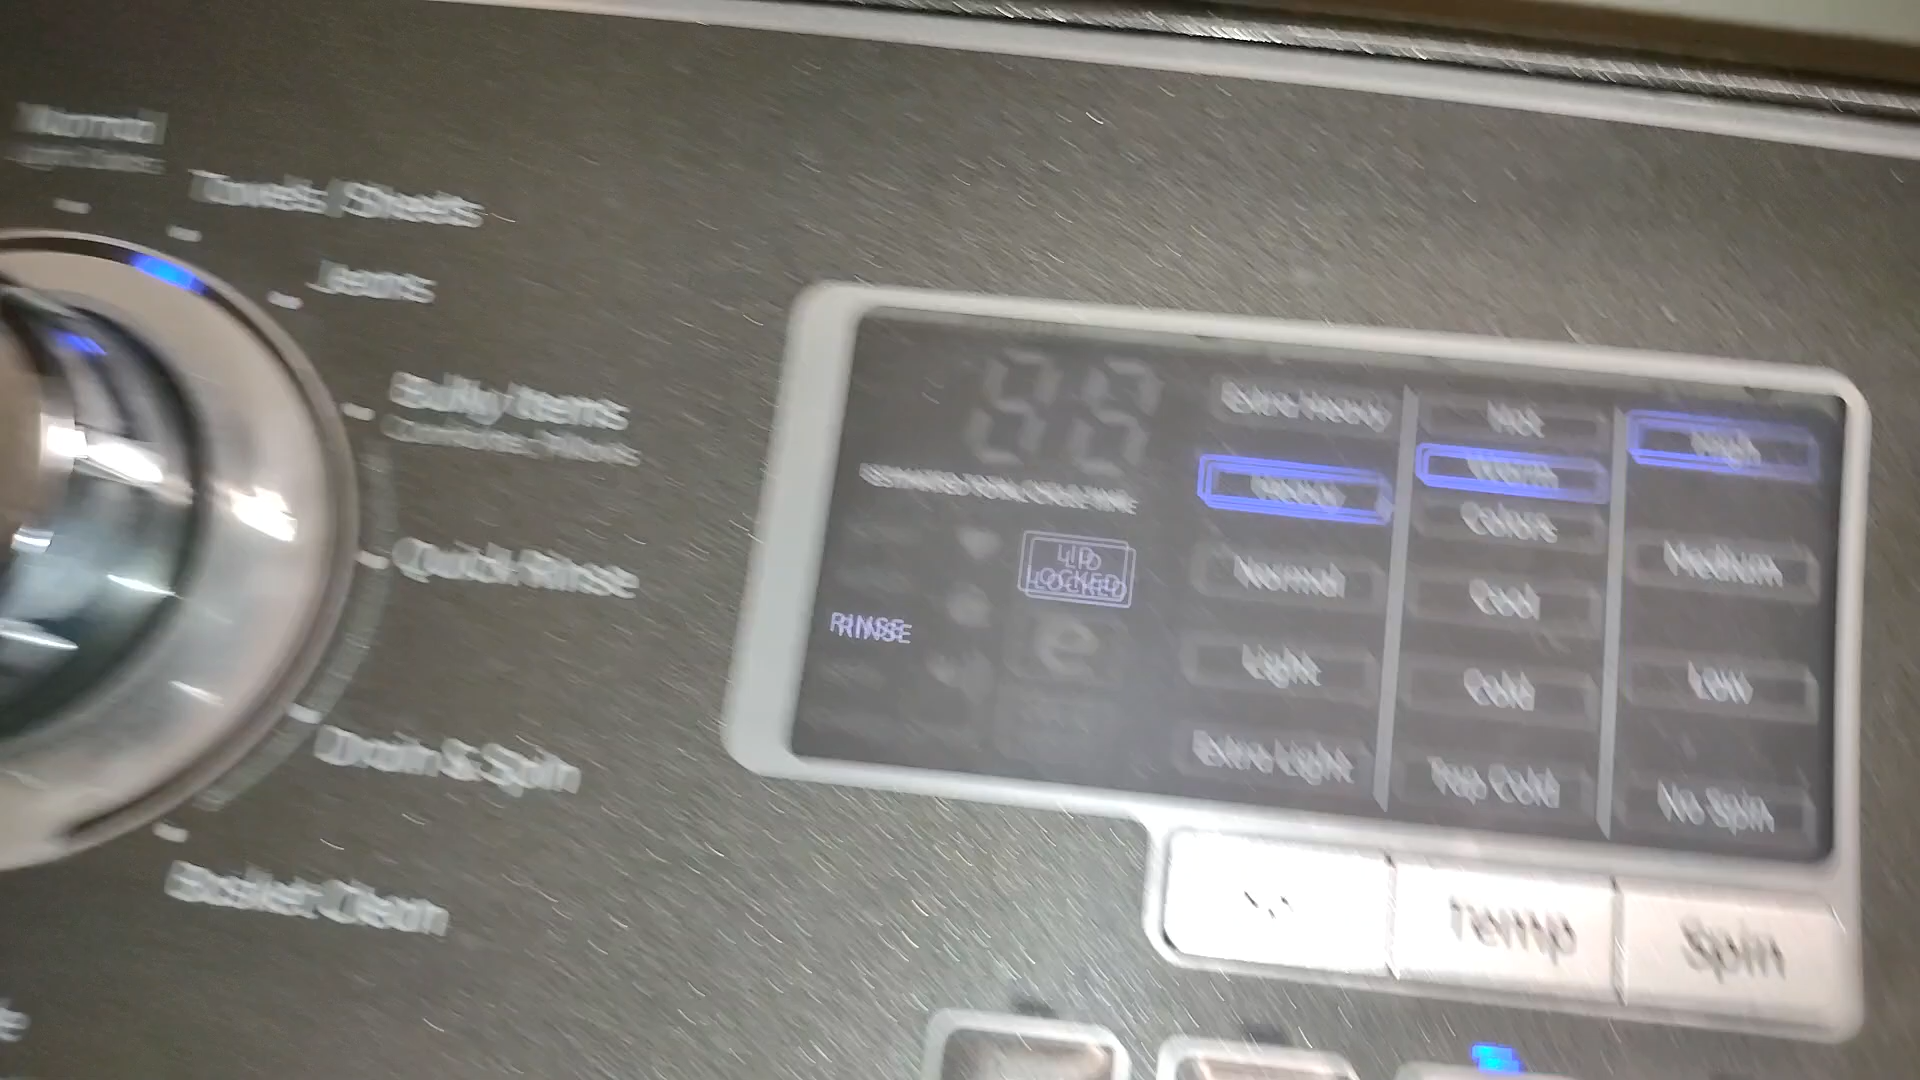 Normal
Towels / Sheets
Jeans
Bulky Items
Quick Rinse
Drain & Spin
Basket Clean
ESTIMATED TOTAL CYCLE TIME
LID
LOCKED
RINSE
e
Extra Heavy
Heavy
Normal
Light
Extra Light
Hot
Warm
Colors
Cool
Cold
Tap Cold
High
Medium
Low
No Spin
Temp
Spin